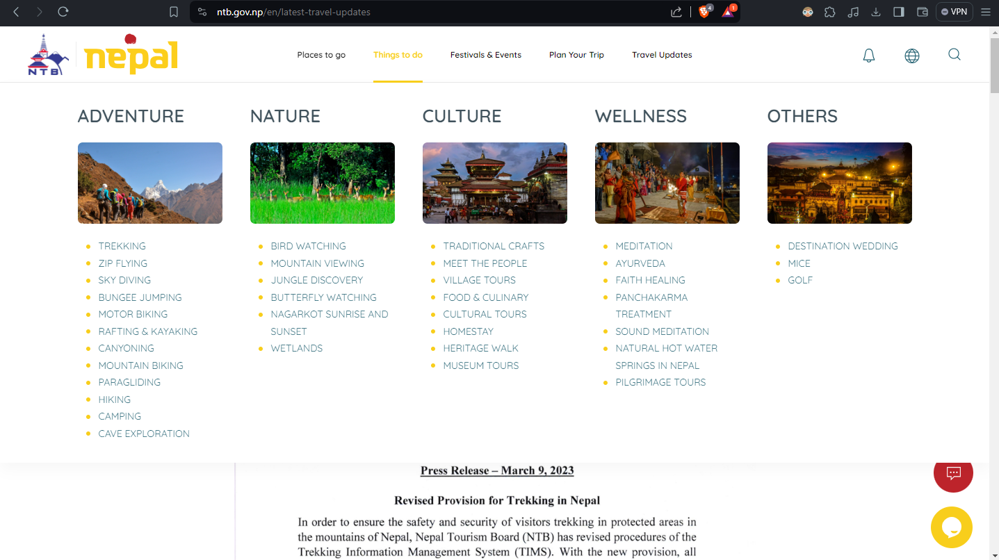 ntb.gov.np/en/latest-travel-updates
4
1
VPN
NTB
nepal
Places to go
Things to do
Festivals & Events
Plan Your Trip
Travel Updates
ADVENTURE
TREKKING
ZIP FLYING
SKY DIVING
BUNGEE JUMPING
MOTOR BIKING
RAFTING & KAYAKING
CANYONING
MOUNTAIN BIKING
PARAGLIDING
HIKING
CAMPING
CAVE EXPLORATION
NATURE
BIRD WATCHING
MOUNTAIN VIEWING
JUNGLE DISCOVERY
BUTTERFLY WATCHING
NAGARKOT SUNRISE AND
SUNSET
WETLANDS
CULTURE
TRADITIONAL CRAFTS
MEET THE PEOPLE
VILLAGE TOURS
FOOD & CULINARY
CULTURAL TOURS
HOMESTAY
HERITAGE WALK
MUSEUM TOURS
WELLNESS
MEDITATION
AYURVEDA
FAITH HEALING
PANCHAKARMA
TREATMENT
SOUND MEDITATION
NATURAL HOT WATER
SPRINGS IN NEPAL
PILGRIMAGE TOURS
OTHERS
DESTINATION WEDDING
MICE
GOLF
Press Release – March 9, 2023
Revised Provision for Trekking in Nepal
In order to ensure the safety and security of visitors trekking in protected areas in
the mountains of Nepal, Nepal Tourism Board (NTB) has revised procedures of the
Trekking Information Management System (TIMS). With the new provision, all